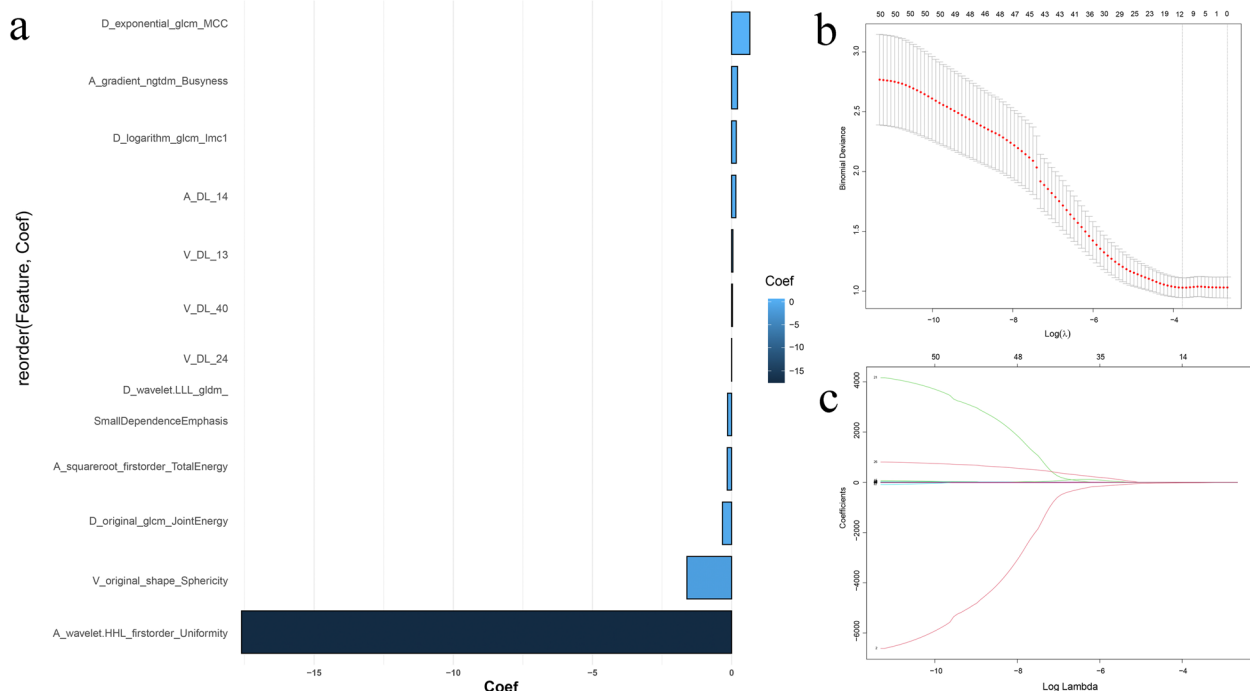 a
D_exponential_glcm_MCC
A_gradient_ngtdm_Busyness
D_logarithm_glcm_Imc1
A_DL_14
V_DL_13
V_DL_40
V_DL_24
D_wavelet.LLL_gldm_
SmallDependenceEmphasis
A_squareroot_firstorder_TotalEnergy
D_original_glcm_JointEnergy
V_original_shape_Sphericity
A_wavelet.HHL_firstorder_Uniformity
reorder(Feature, Coef)
−15 −10 −5 0
Coef
Coef
0
−5
−10
−15
b
50 50 50 50 50 49 48 46 48 47 45 43 43 41 36 30 29 25 23 19 12 9 5 1 0
3.0
2.5
2.0
1.5
1.0
Binomial Deviance
−10 −8 −6 −4
Log(λ)
c
50 48 35 14
4000
2000
0
−2000
−4000
−6000
Coefficients
−10 −8 −6 −4
Log Lambda